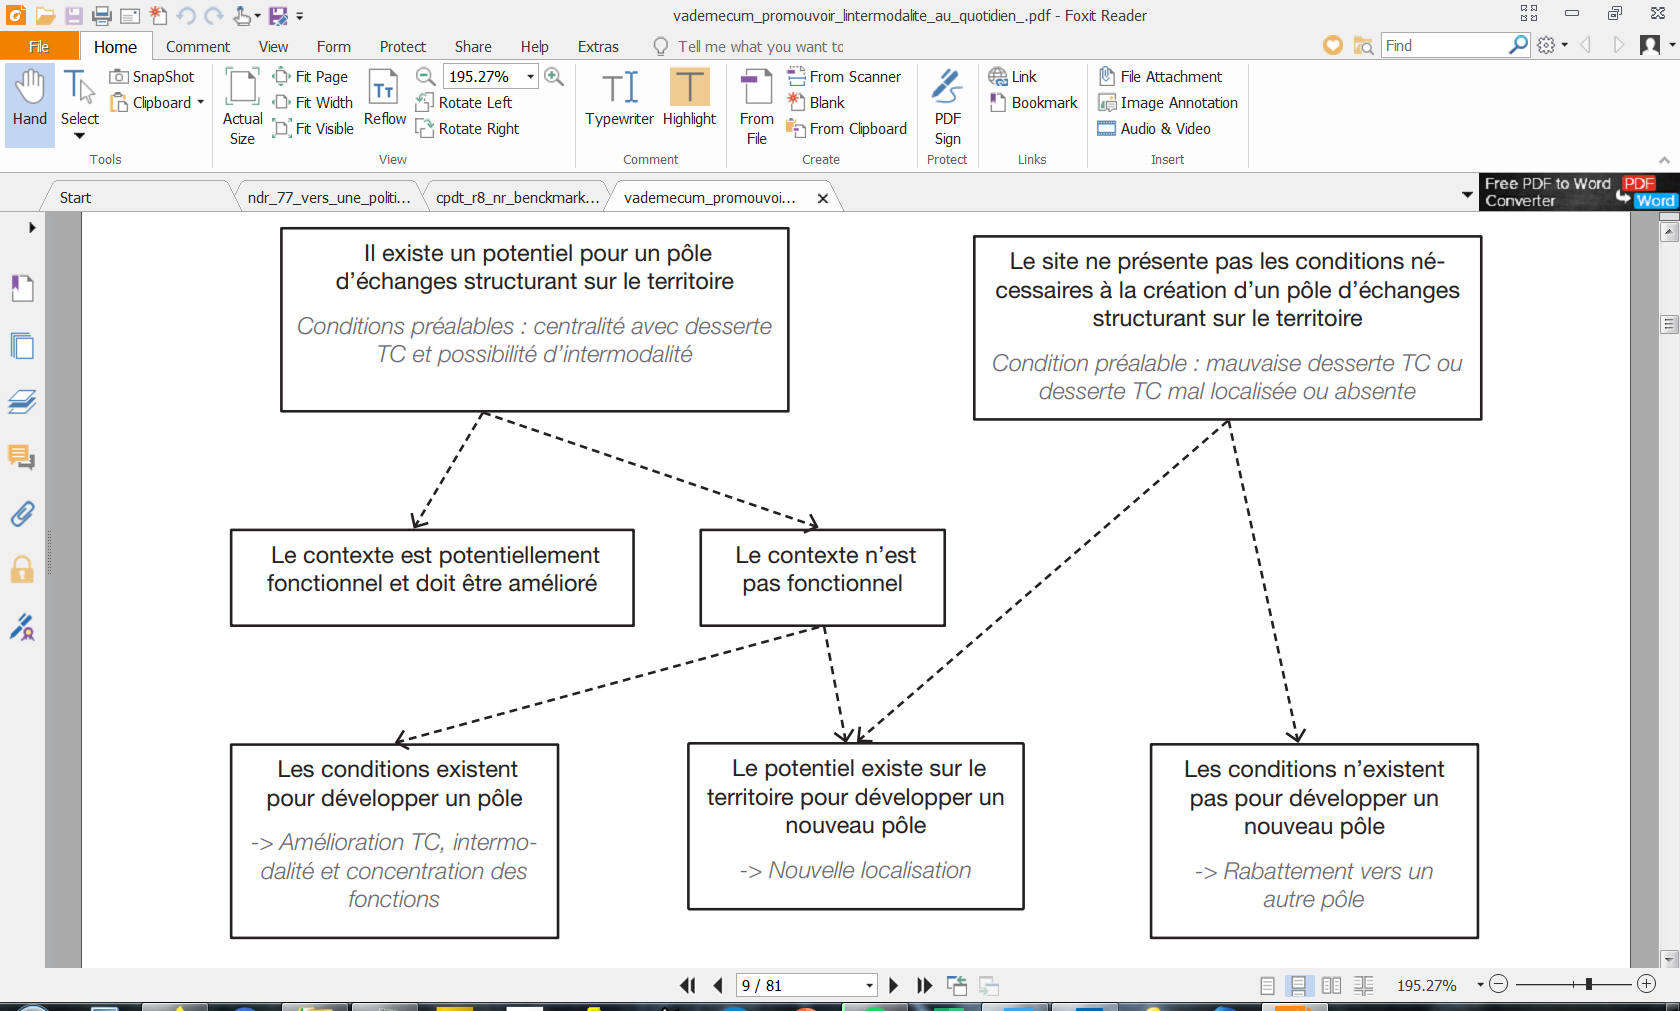 vademecum_promouvoir_lintermodalite_au_quotidien_.pdf - Foxit Reader
File
Home
Comment
View
Form
Protect
Share
Help
Extras
Tell me what you want to
Find
Hand
Select
SnapShot
Clipboard
Tools
Actual
Size
Fit Page
Fit Width
Fit Visible
Reflow
195.27%
Rotate Left
Rotate Right
View
Typewriter
Highlight
Comment
From
File
From Scanner
Blank
From Clipboard
Create
PDF
Sign
Protect
Link
Bookmark
Links
File Attachment
Image Annotation
Audio & Video
Insert
Start
ndr_77_vers_une_politi...
cpdt_r8_nr_benckmark...
vademecum_promouvoi...
Free PDF to Word
Converter
PDF
Word
Il existe un potentiel pour un pôle
d’échanges structurant sur le territoire
Conditions préalables : centralité avec desserte
TC et possibilité d’intermodalité
Le site ne présente pas les conditions né-
cessaires à la création d’un pôle d’échanges
structurant sur le territoire
Condition préalable : mauvaise desserte TC ou
desserte TC mal localisée ou absente
Le contexte est potentiellement
fonctionnel et doit être amélioré
Le contexte n’est
pas fonctionnel
Les conditions existent
pour développer un pôle
-> Amélioration TC, intermo-
dalité et concentration des
fonctions
Le potentiel existe sur le
territoire pour développer un
nouveau pôle
-> Nouvelle localisation
Les conditions n’existent
pas pour développer un
nouveau pôle
-> Rabattement vers un
autre pôle
9 / 81
195.27%